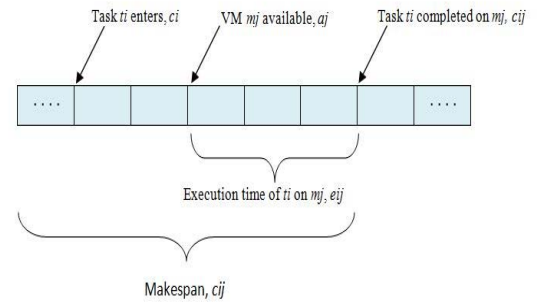 Task ti enters, ci VM mj available, aj Task ti completed on mj, cij
.... ....
Execution time of ti on mj, eij
Makespan, cij